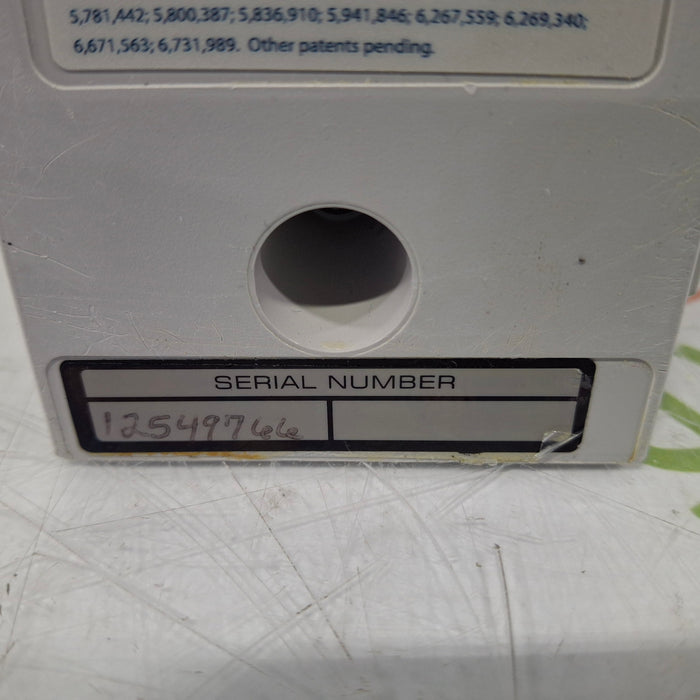 5,781,442; 5,800,387; 5,836,910; 5,941,846; 6,267,559; 6,269,340;
6,671,563; 6,731,989. Other patents pending.
SERIAL NUMBER
12549766